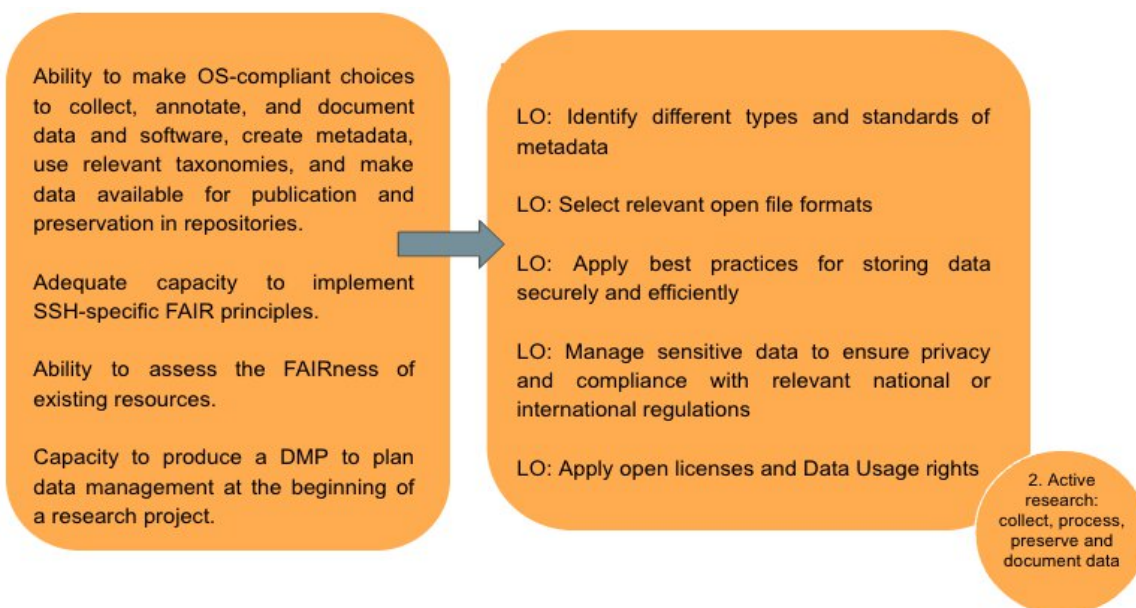 Ability to make OS-compliant choices
to collect, annotate, and document
data and software, create metadata,
use relevant taxonomies, and make
data available for publication and
preservation in repositories.
Adequate capacity to implement
SSH-specific FAIR principles.
Ability to assess the FAIRness of
existing resources.
Capacity to produce a DMP to plan
data management at the beginning of
a research project.
LO: Identify different types and standards of
metadata
LO: Select relevant open file formats
LO: Apply best practices for storing data
securely and efficiently
LO: Manage sensitive data to ensure privacy
and compliance with relevant national or
international regulations
LO: Apply open licenses and Data Usage rights
2. Active
research:
collect, process,
preserve and
document data